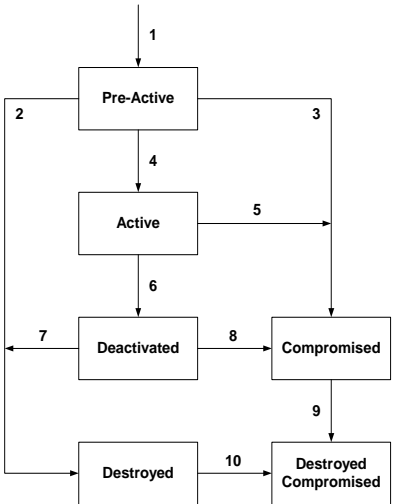 1
Pre-Active
2
3
4
Active
5
6
Deactivated
7
8
Compromised
9
Destroyed
10
Destroyed
Compromised